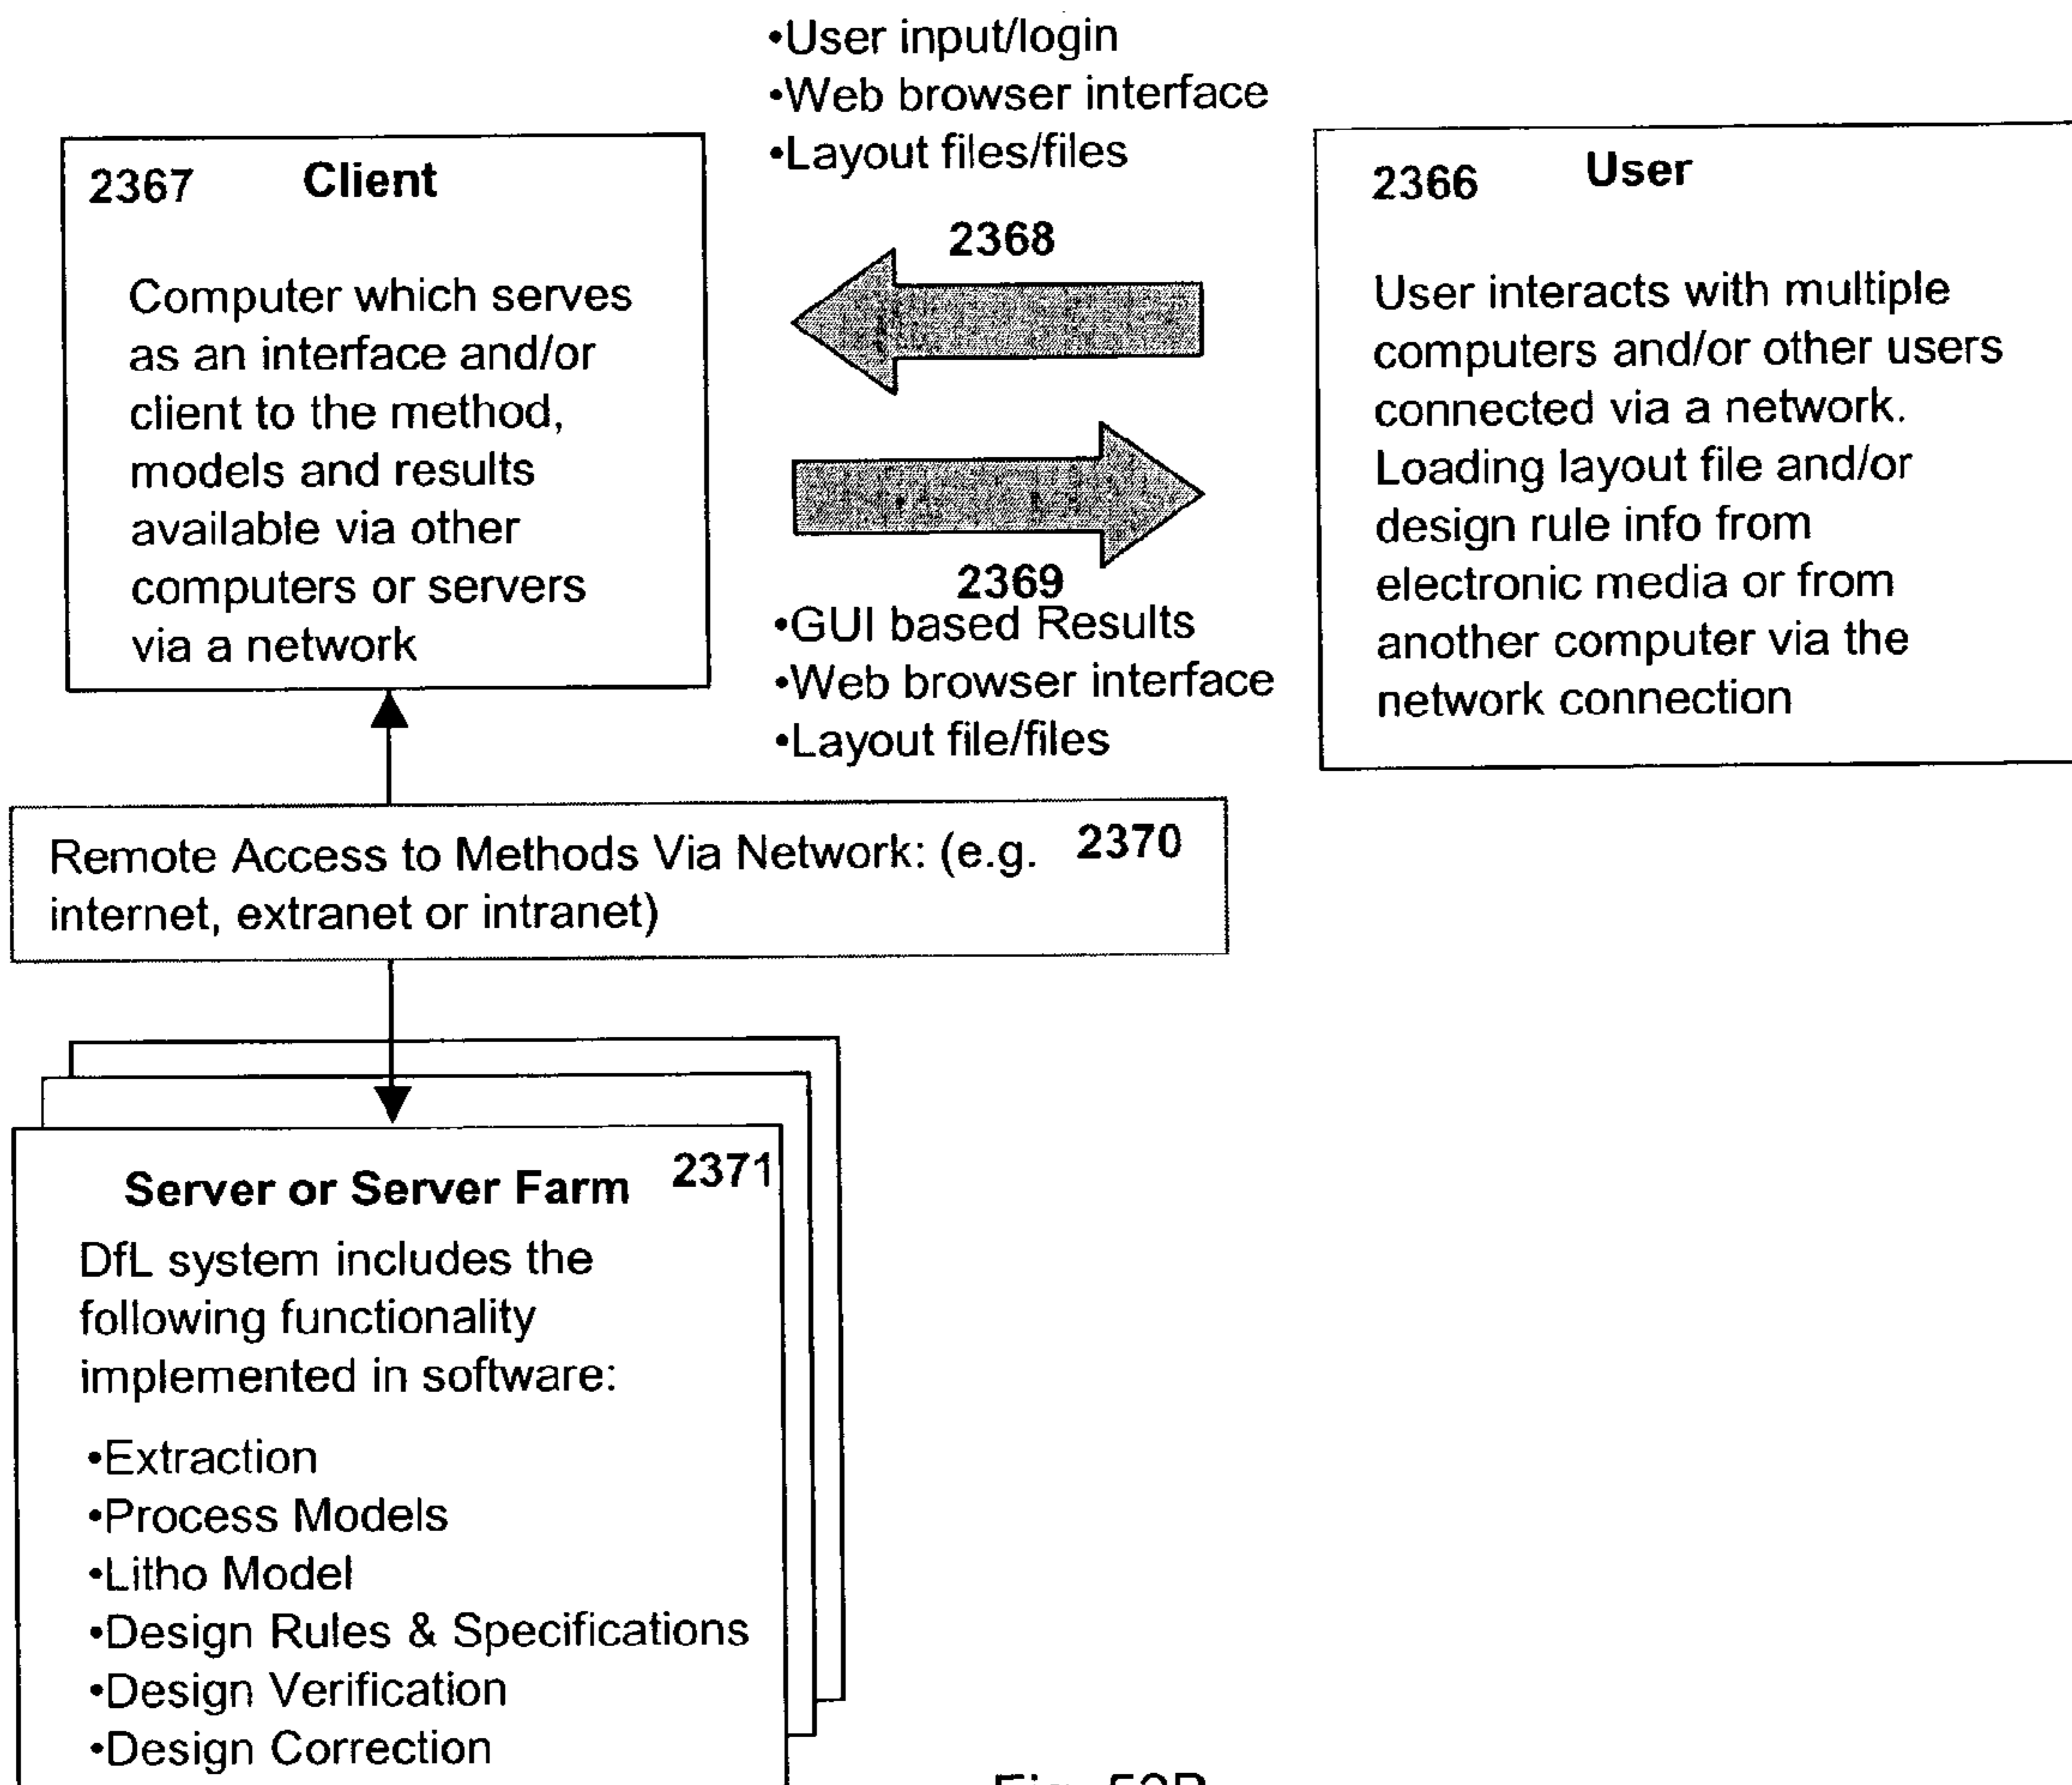 •User input/login
•Web browser interface
•Layout files/files
2367 Client
Computer which serves
as an interface and/or
client to the method,
models and results
available via other
computers or servers
via a network
2368
2369
•GUI based Results
•Web browser interface
•Layout file/files
2366 User
User interacts with multiple
computers and/or other users
connected via a network.
Loading layout file and/or
design rule info from
electronic media or from
another computer via the
network connection
Remote Access to Methods Via Network: (e.g. 2370
internet, extranet or intranet)
Server or Server Farm 2371
DfL system includes the
following functionality
implemented in software:
•Extraction
•Process Models
•Litho Model
•Design Rules & Specifications
•Design Verification
•Design Correction